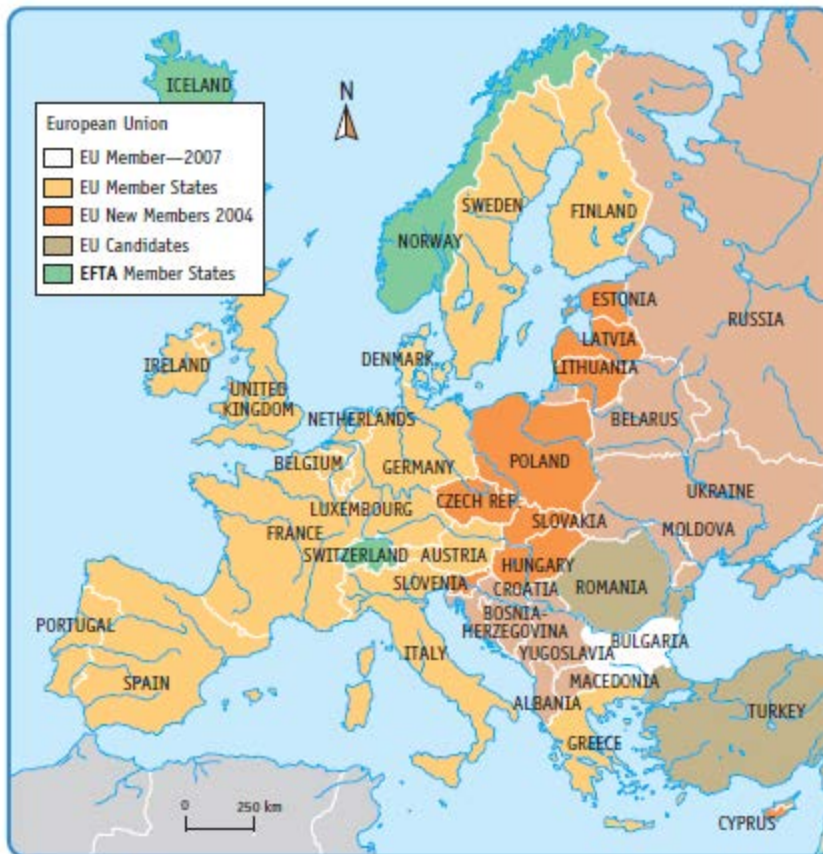 ICELAND
N
European Union
EU Member—2007
EU Member States
EU New Members 2004
EU Candidates
EFTA Member States
SWEDEN
FINLAND
NORWAY
ESTONIA
RUSSIA
LATVIA
LITHUANIA
DENMARK
IRELAND
UNITED
KINGDOM
NETHERLANDS
BELARUS
BELGIUM
GERMANY
POLAND
UKRAINE
CZECH REP.
LUXEMBOURG
SLOVAKIA
MOLDOVA
FRANCE
SWITZERLAND
AUSTRIA
HUNGARY
ROMANIA
SLOVENIA
CROATIA
BOSNIA-
HERZEGOVINA
PORTUGAL
ITALY
YUGOSLAVIA
BULGARIA
SPAIN
MACEDONIA
ALBANIA
TURKEY
GREECE
0 250 km
CYPRUS